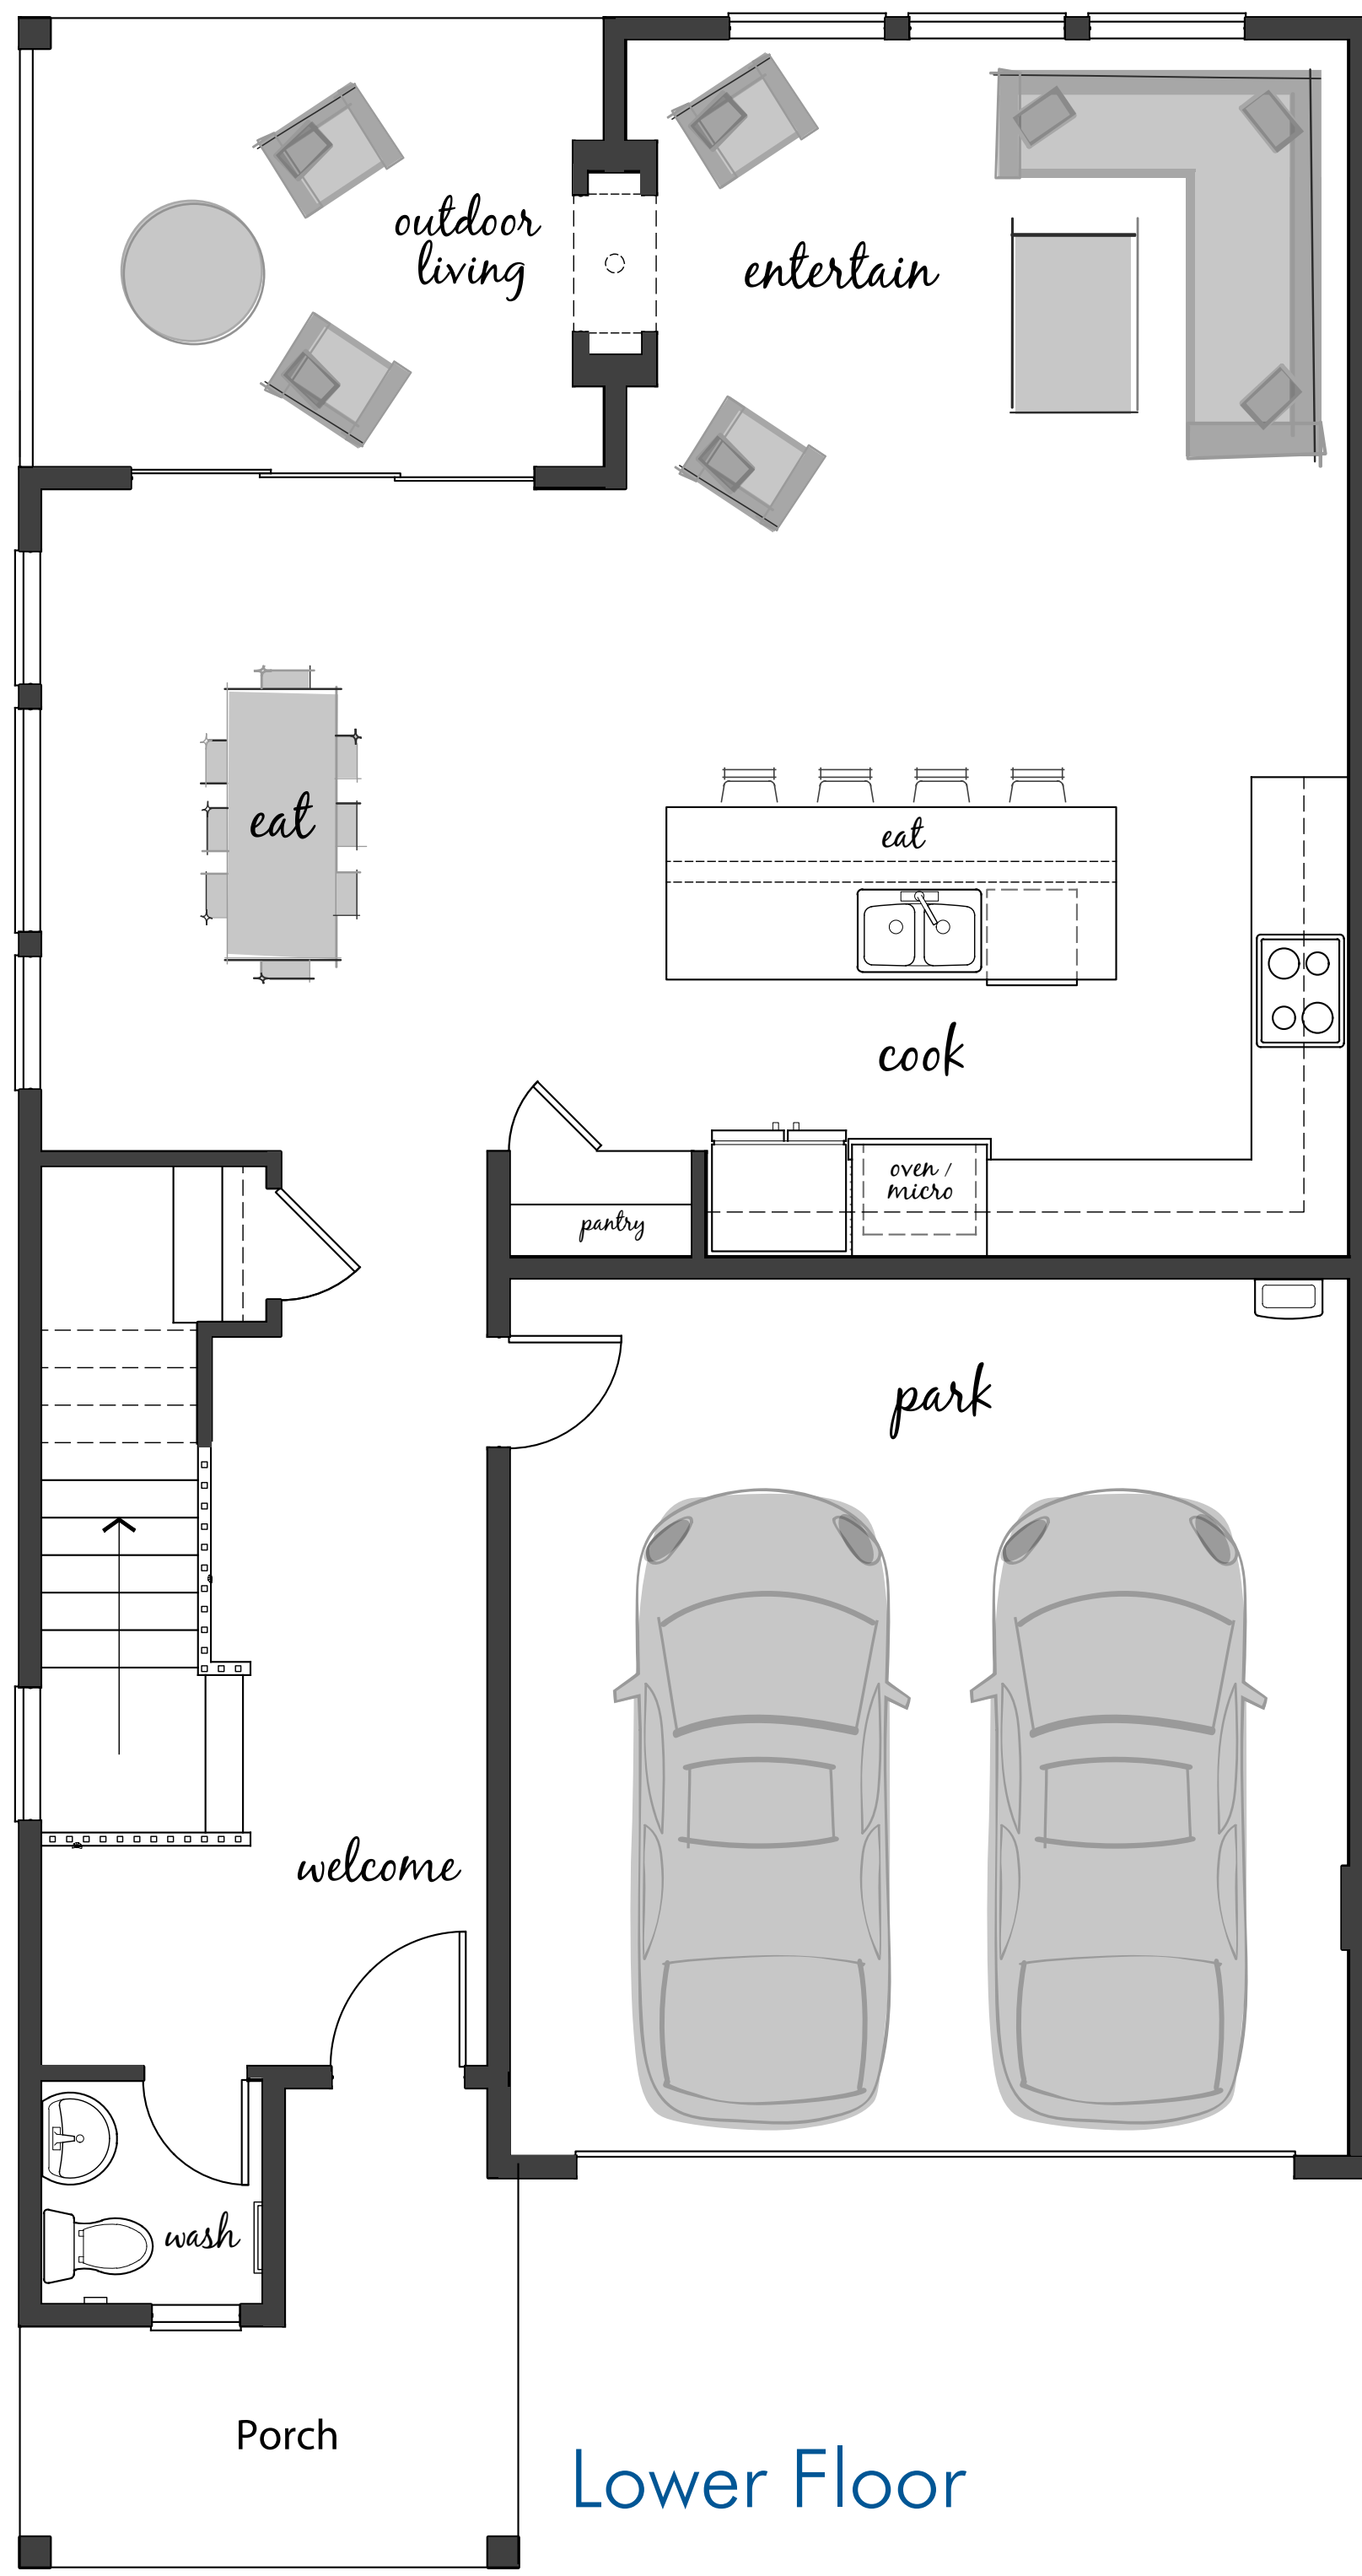 outdoor
living
entertain
eat
eat
cook
oven /
micro
pantry
park
welcome
wash
Porch
Lower Floor